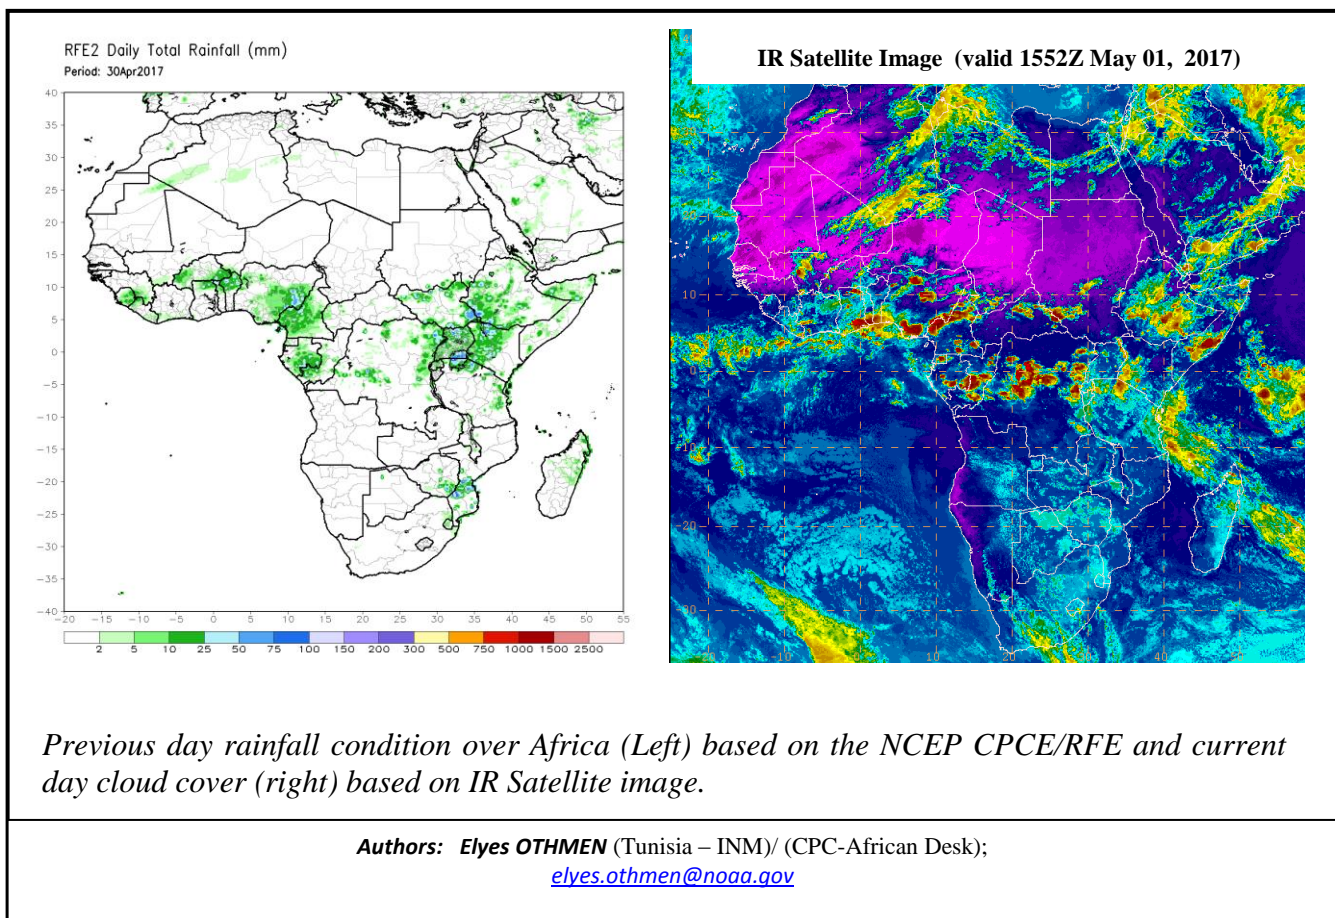 RFE2 Daily Total Rainfall (mm)
Period: 30Apr2017
40
35
30
25
20
15
10
5
0
−5
−10
−15
−20
−25
−30
−35
−40
−20 −15 −10 −5 0 5 10 15 20 25 30 35 40 45 50 55
2 5 10 25 50 75 100 150 200 300 500 750 1000 1500 2500
IR Satellite Image (valid 1552Z May 01, 2017)
10
-10 10 20 30 40
Previous day rainfall condition over Africa (Left) based on the NCEP CPCE/RFE and current
day cloud cover (right) based on IR Satellite image.
Authors: Elyes OTHMEN (Tunisia – INM)/ (CPC-African Desk);
elyes.othmen@noaa.gov